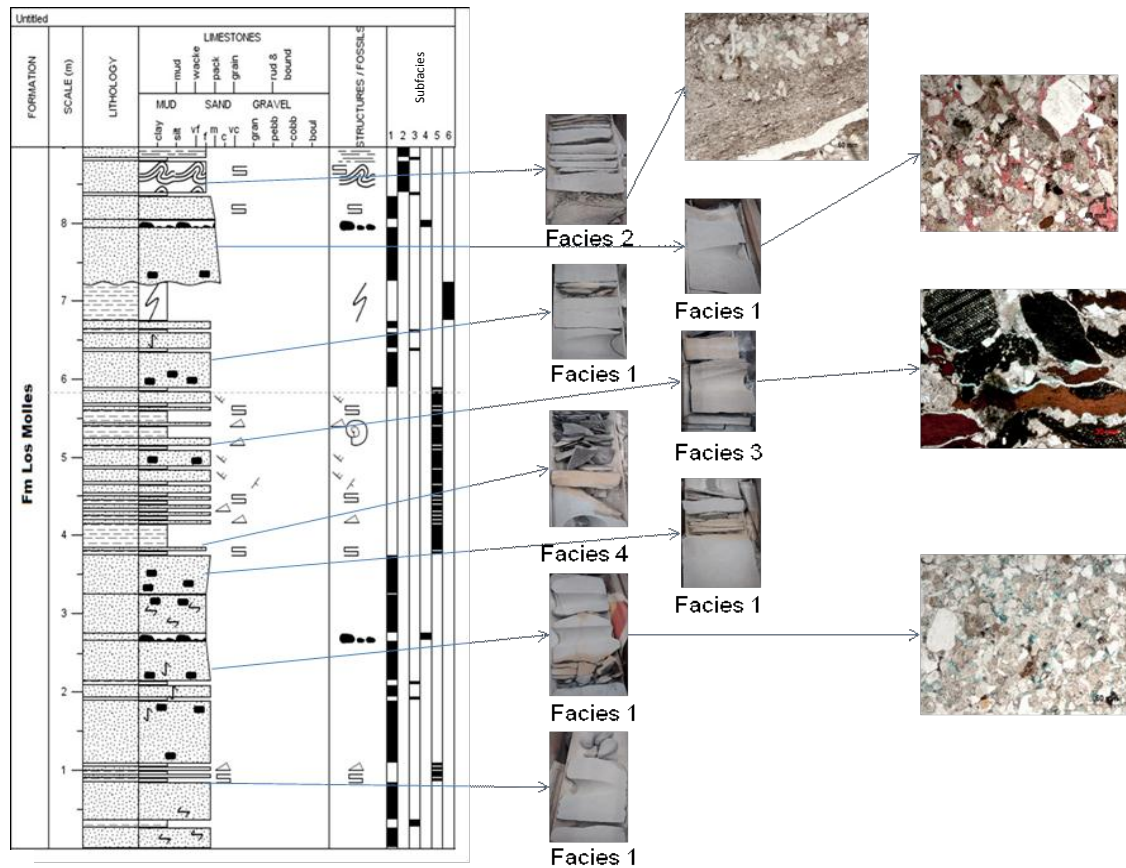 Untitled
FORMATION
SCALE (m)
LITHOLOGY
LIMESTONES
mud
wacke
pack
grain
rud &
bound
MUD SAND GRAVEL
clay
silt
vf
f
m
c
vc
gran
pebb
cobb
boul
STRUCTURES / FOSSILS
Subfacies
1 2 3 4 5 6
Fm Los Molles
8
7
6
5
4
3
2
1
Facies 2
Facies 1
Facies 1
Facies 3
Facies 4
Facies 1
Facies 1
Facies 1